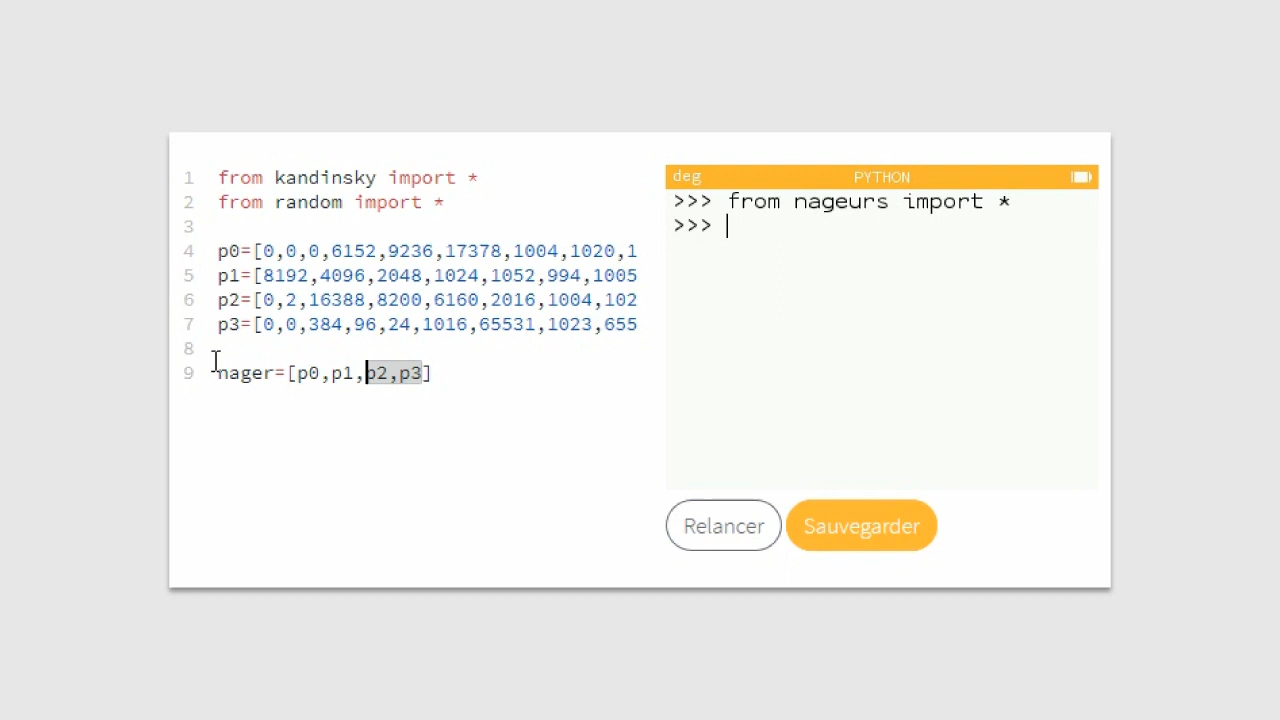 1 from kandinsky import *
2 from random import *
3
4 p0=[0,0,0,6152,9236,17378,1004,1020,1
5 p1=[8192,4096,2048,1024,1052,994,1005
6 p2=[0,2,16388,8200,6160,2016,1004,102
7 p3=[0,0,384,96,24,1016,65531,1023,655
8
9 nager=[p0,p1,p2,p3]
deg PYTHON
>>> from nageurs import *
>>>
Relancer Sauvegarder